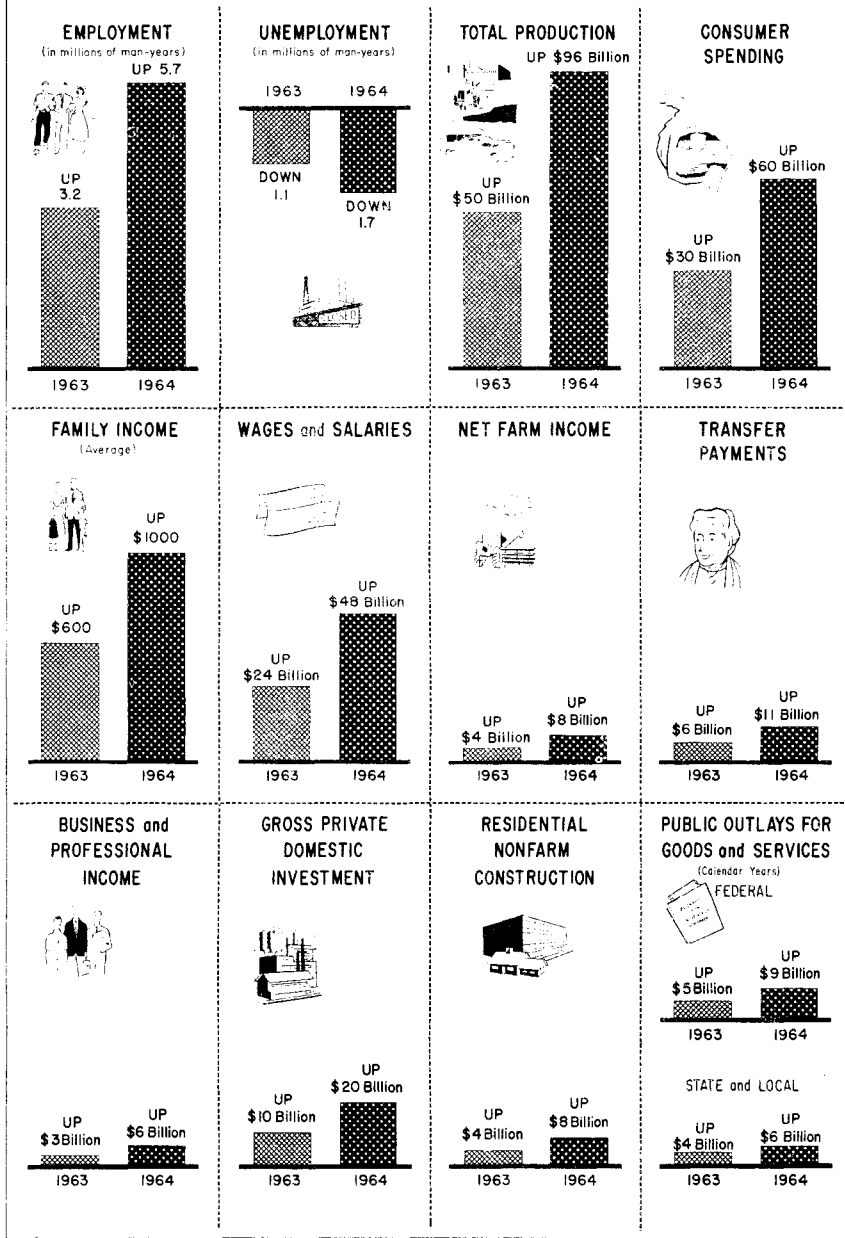 EMPLOYMENT
(in millions of man-years)
UP 5.7
UP
3.2
1963 1964
UNEMPLOYMENT
(in millions of man-years)
1963 1964
DOWN
1.1
DOWN
1.7
CLOSED
TOTAL PRODUCTION
UP $96 Billion
UP
$50 Billion
1963 1964
CONSUMER
SPENDING
UP
$60 Billion
UP
$30 Billion
1963 1964
FAMILY INCOME
(Average)
UP
$1000
UP
$600
1963 1964
WAGES and SALARIES
UP
$48 Billion
UP
$24 Billion
1963 1964
NET FARM INCOME
UP
$8 Billion
UP
$4 Billion
1963 1964
TRANSFER
PAYMENTS
UP
$11 Billion
UP
$6 Billion
1963 1964
BUSINESS and
PROFESSIONAL
INCOME
UP
$3 Billion
UP
$6 Billion
1963 1964
GROSS PRIVATE
DOMESTIC
INVESTMENT
UP
$20 Billion
UP
$10 Billion
1963 1964
RESIDENTIAL
NONFARM
CONSTRUCTION
UP
$4 Billion
UP
$8 Billion
1963 1964
PUBLIC OUTLAYS FOR
GOODS and SERVICES
(Calendar Years)
FEDERAL
UP
$5 Billion
UP
$9 Billion
1963 1964
STATE and LOCAL
UP
$4 Billion
UP
$6 Billion
1963 1964